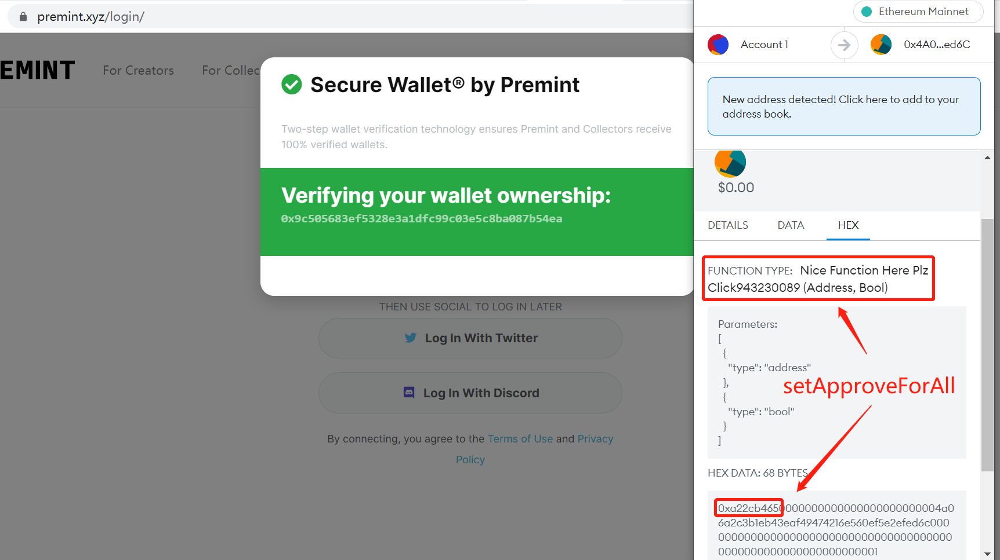 premint.xyz/login/
Ethereum Mainnet
Account 1
0x4A0...ed6C
EMINT
For Creators
For Collec
Secure Wallet® by Premint
Two-step wallet verification technology ensures Premint and Collectors receive
100% verified wallets.
Verifying your wallet ownership:
0x9c505683ef5328e3a1dfc99c03e5c8ba087b54ea
THEN USE SOCIAL TO LOG IN LATER
Log In With Twitter
Log In With Discord
By connecting, you agree to the Terms of Use and Privacy
Policy
New address detected! Click here to add to your
address book.
$0.00
DETAILS
DATA
HEX
FUNCTION TYPE: Nice Function Here Plz
Click943230089 (Address, Bool)
Parameters:
[
{
"type": "address"
},
{
"type": "bool"
}
]
setApproveForAll
HEX DATA: 68 BYTES
0xa22cb4650000000000000000000000004a0
6a2c3b1eb43eaf49474216e560ef5e2efed6c000
0000000000000000000000000000000000000
000000000000000000000001